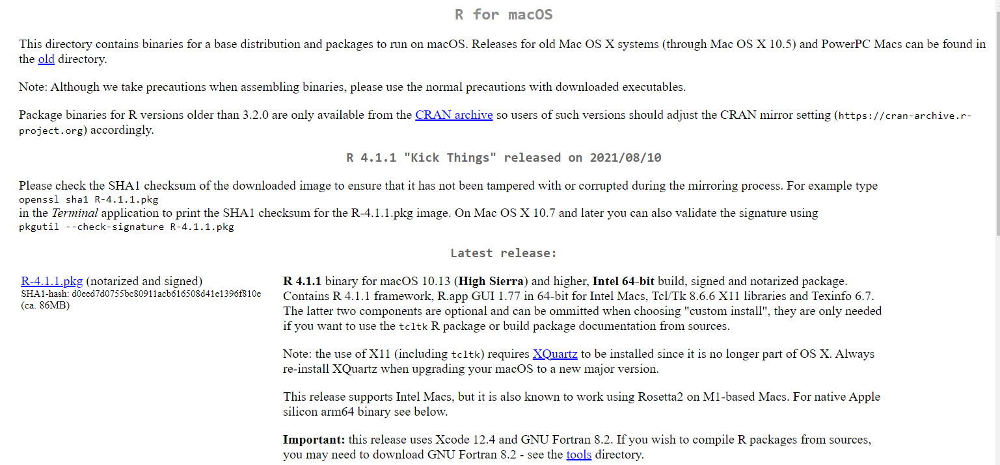 R for macOS
This directory contains binaries for a base distribution and packages to run on macOS. Releases for old Mac OS X systems (through Mac OS X 10.5) and PowerPC Macs can be found in
the old directory.
Note: Although we take precautions when assembling binaries, please use the normal precautions with downloaded executables.
Package binaries for R versions older than 3.2.0 are only available from the CRAN archive so users of such versions should adjust the CRAN mirror setting (https://cran-archive.r-
project.org) accordingly.
R 4.1.1 "Kick Things" released on 2021/08/10
Please check the SHA1 checksum of the downloaded image to ensure that it has not been tampered with or corrupted during the mirroring process. For example type
openssl sha1 R-4.1.1.pkg
in the Terminal application to print the SHA1 checksum for the R-4.1.1.pkg image. On Mac OS X 10.7 and later you can also validate the signature using
pkgutil --check-signature R-4.1.1.pkg
Latest release:
R-4.1.1.pkg (notarized and signed)
SHA1-hash: d0eed7d0755bc80911acb616508d41e1396f810e
(ca. 86MB)
R 4.1.1 binary for macOS 10.13 (High Sierra) and higher, Intel 64-bit build, signed and notarized package.
Contains R 4.1.1 framework, R.app GUI 1.77 in 64-bit for Intel Macs, Tcl/Tk 8.6.6 X11 libraries and Texinfo 6.7.
The latter two components are optional and can be ommitted when choosing "custom install", they are only needed
if you want to use the tcltk R package or build package documentation from sources.
Note: the use of X11 (including tcltk) requires XQuartz to be installed since it is no longer part of OS X. Always
re-install XQuartz when upgrading your macOS to a new major version.
This release supports Intel Macs, but it is also known to work using Rosetta2 on M1-based Macs. For native Apple
silicon arm64 binary see below.
Important: this release uses Xcode 12.4 and GNU Fortran 8.2. If you wish to compile R packages from sources,
you may need to download GNU Fortran 8.2 - see the tools directory.